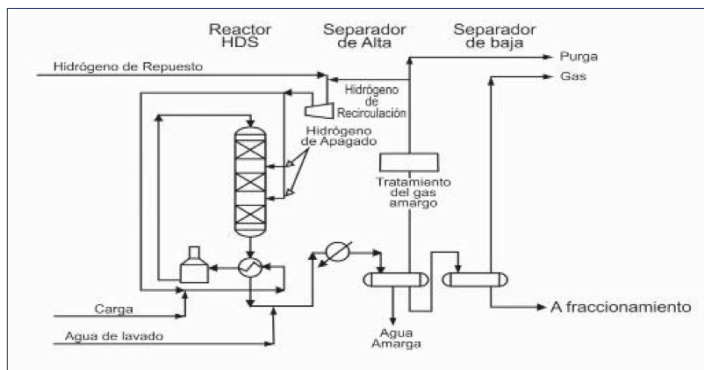 Reactor
HDS
Separador
de Alta
Separador
de baja
Purga
Gas
Hidrógeno de Repuesto
Hidrógeno
de
Recirculación
Hidrógeno
de Apagado
Tratamiento
del gas
amargo
Carga
Agua de lavado
Agua
Amarga
A fraccionamiento